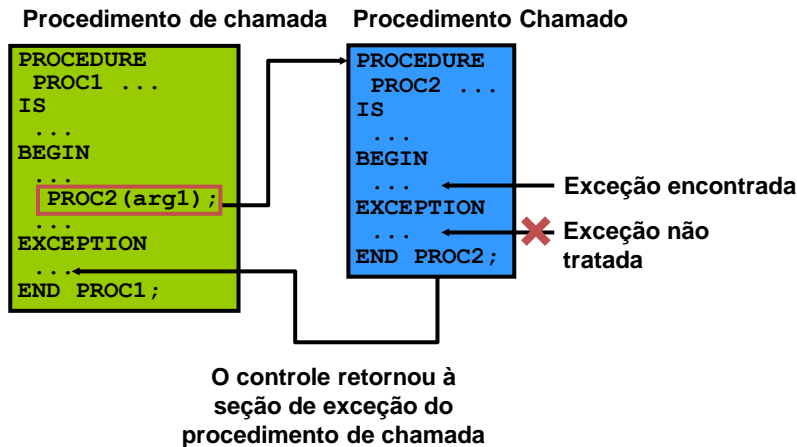 Procedimento de chamada
Procedimento Chamado
PROCEDURE
PROC1 ...
IS
...
BEGIN
...
PROC2(arg1);
...
EXCEPTION
...
END PROC1;
PROCEDURE
PROC2 ...
IS
...
BEGIN
...
EXCEPTION
...
END PROC2;
Exceção encontrada
Exceção não
tratada
O controle retornou à
seção de exceção do
procedimento de chamada